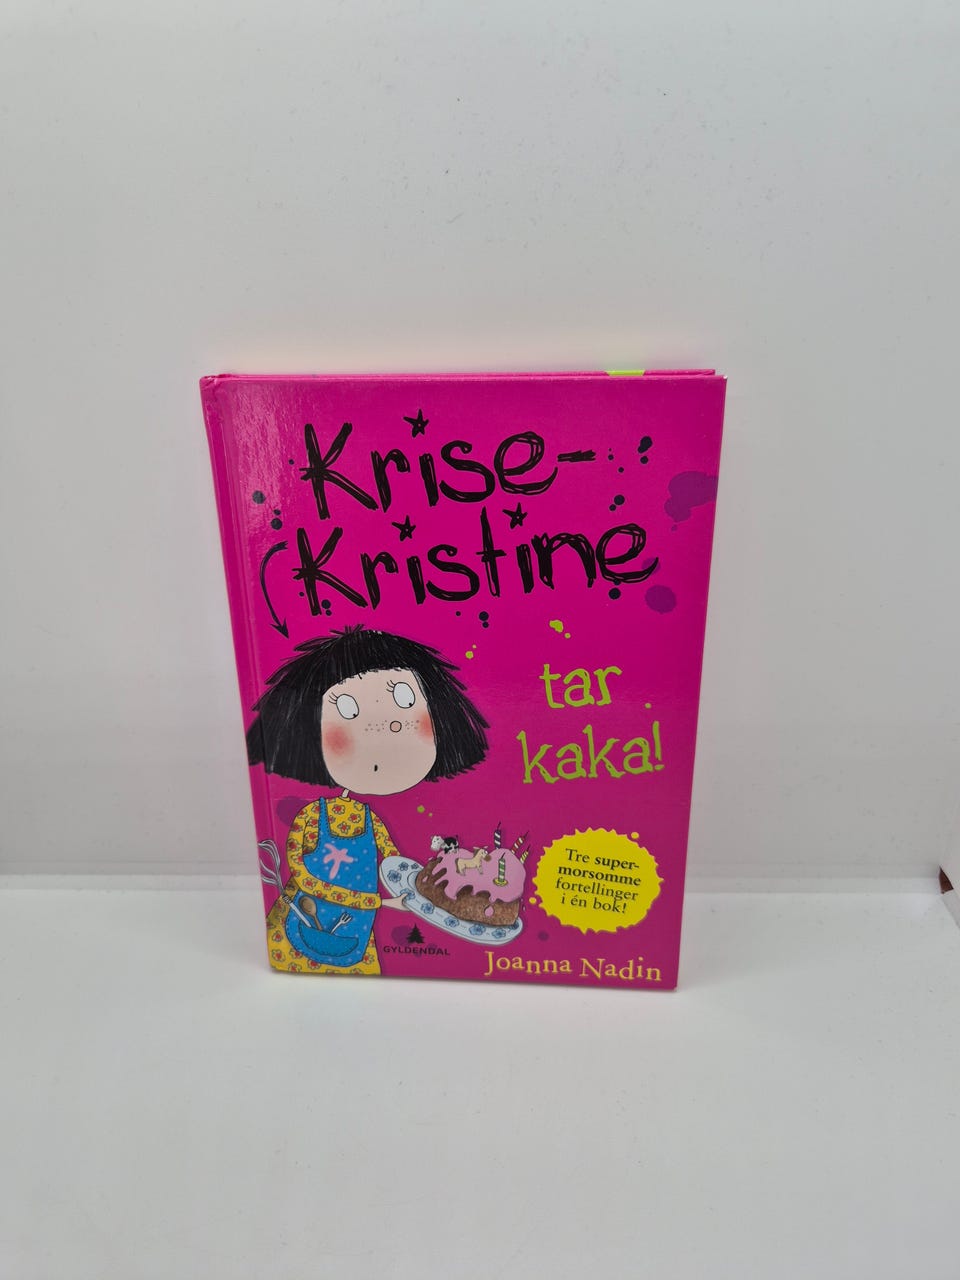 Krise-
Kristine
tar
kaka!
Tre super-
morsomme
fortellinger
i én bok!
GYLDENDAL
Joanna Nadin